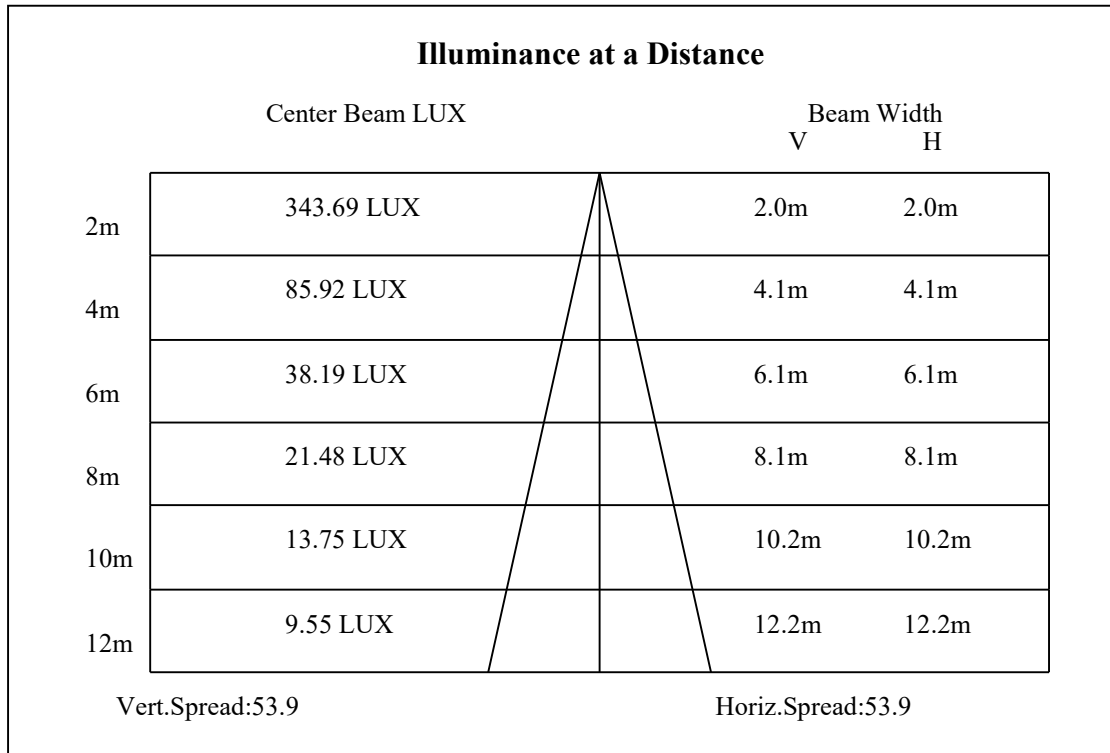 Illuminance at a Distance
Center Beam LUX Beam Width
V H
2m 343.69 LUX 2.0m 2.0m
4m 85.92 LUX 4.1m 4.1m
6m 38.19 LUX 6.1m 6.1m
8m 21.48 LUX 8.1m 8.1m
10m 13.75 LUX 10.2m 10.2m
12m 9.55 LUX 12.2m 12.2m
Vert.Spread:53.9 Horiz.Spread:53.9